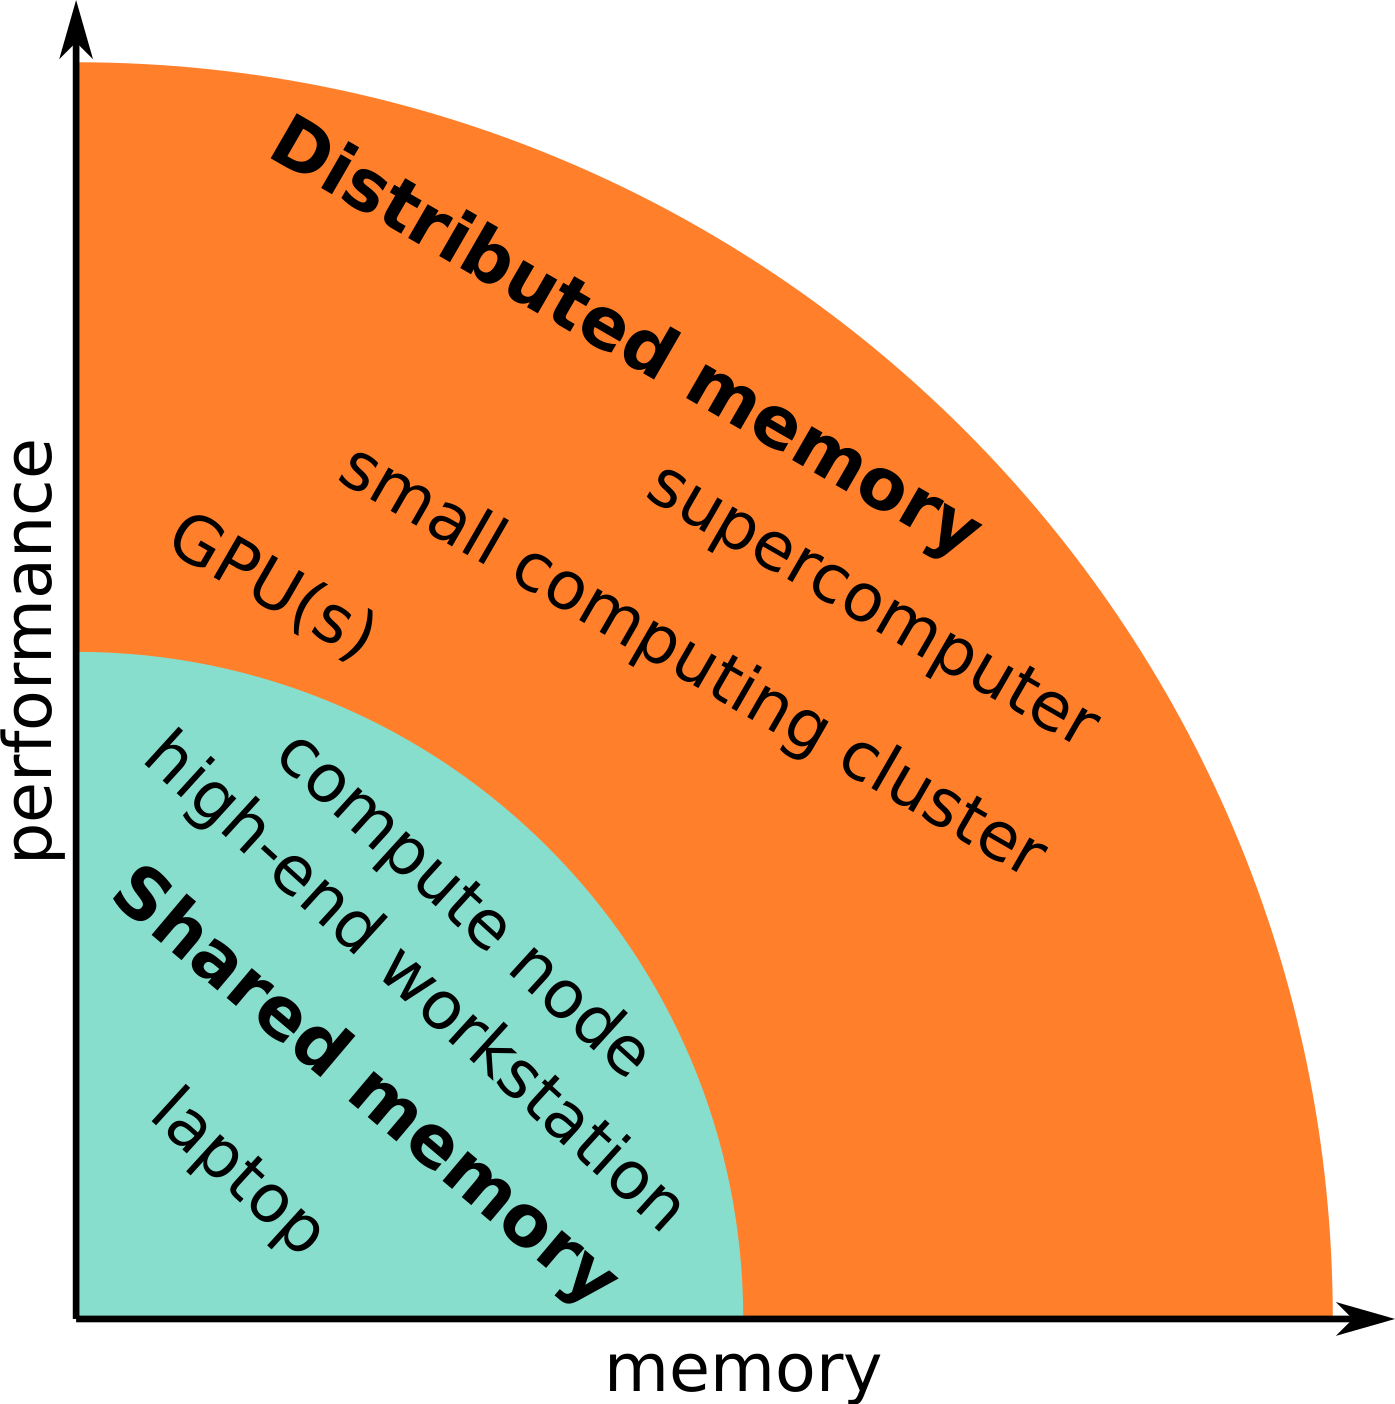 performance
Distributed memory
supercomputer
small computing cluster
GPU(s)
compute node
high-end workstation
Shared memory
laptop
memory